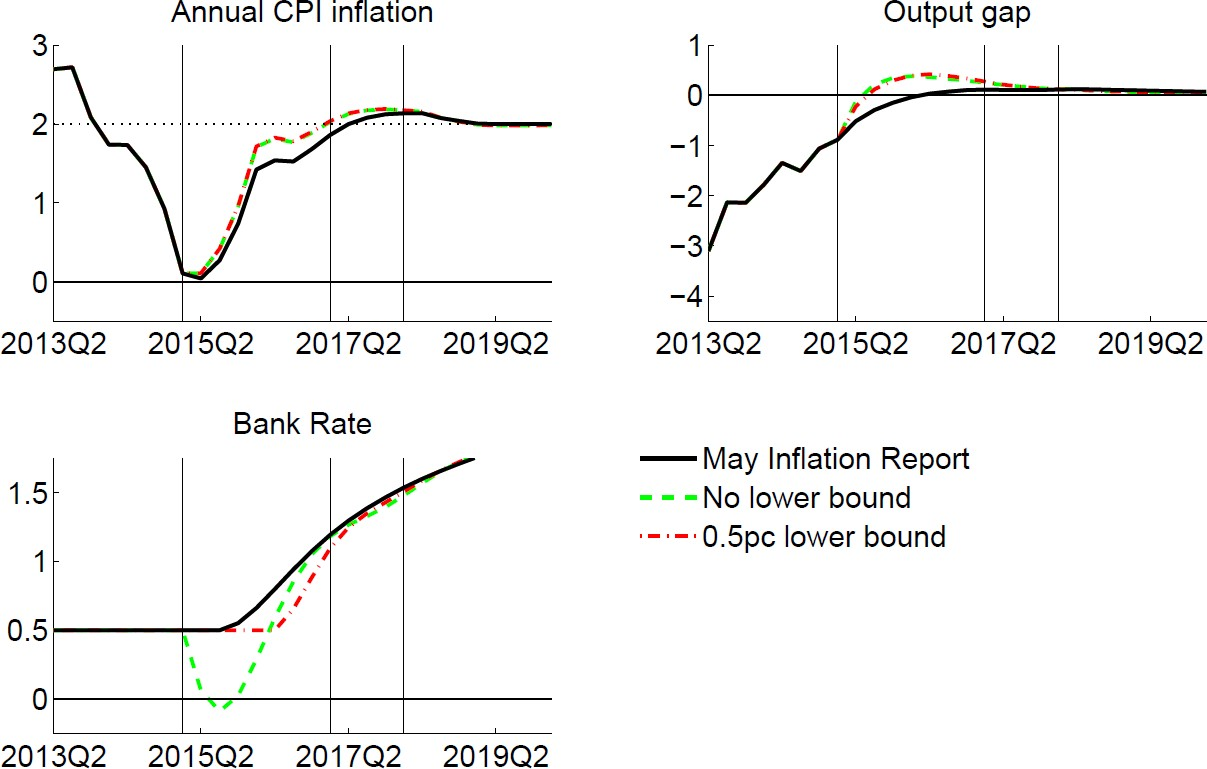 Annual CPI inflation
3
2
1
0
2013Q2 2015Q2 2017Q2 2019Q2
Output gap
1
0
−1
−2
−3
−4
2013Q2 2015Q2 2017Q2 2019Q2
Bank Rate
1.5
1
0.5
0
2013Q2 2015Q2 2017Q2 2019Q2
May Inflation Report
No lower bound
0.5pc lower bound